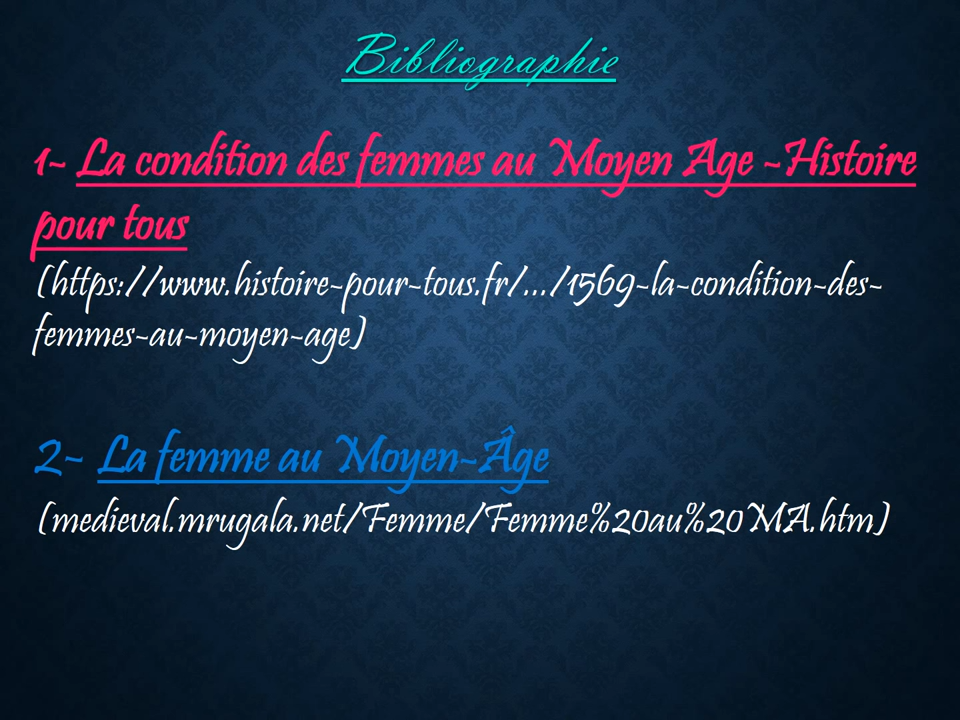 Bibliographie
1- La condition des femmes au Moyen Age -Histoire
pour tous
(https://www.histoire-pour-tous.fr/.../1569-la-condition-des-
femmes-au-moyen-age)
2- La femme au Moyen-Âge
(medieval.mrugala.net/Femme/Femme%20au%20MA.htm)